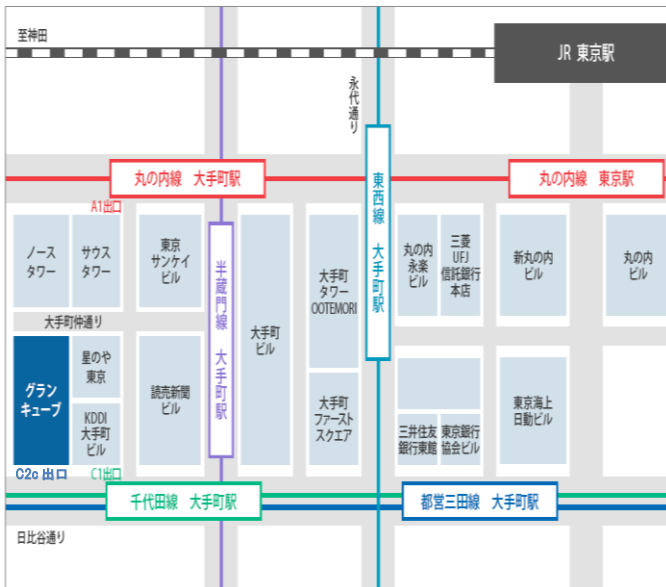 至神田
JR 東京駅
永代通り
丸の内線 大手町駅
東西線 大手町駅
丸の内線 東京駅
A1出口
半蔵門線 大手町駅
ノース
タワー
サウス
タワー
東京
サンケイ
ビル
大手町
ビル
大手町
タワー
OOTEMORI
丸の内
永楽
ビル
三菱
UFJ
信託銀行
本店
新丸の内
ビル
丸の内
ビル
大手町仲通り
グラン
キューブ
星のや
東京
KDDI
大手町
ビル
読売新聞
ビル
大手町
ファースト
スクエア
三井住友
銀行東館
東京銀行
協会ビル
東京海上
日動ビル
C2c 出口
C1出口
千代田線 大手町駅
都営三田線 大手町駅
日比谷通り